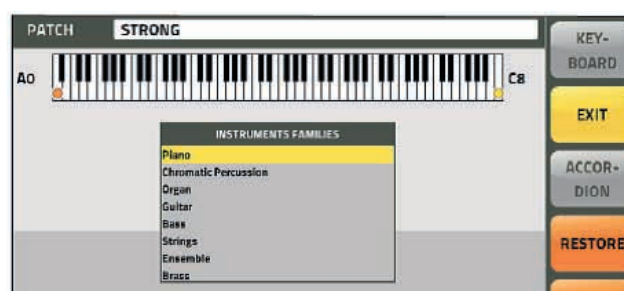 PATCH STRONG
A0 C8
INSTRUMENTS FAMILIES
Piano
Chromatic Percussion
Organ
Guitar
Bass
Strings
Ensemble
Brass
KEY-
BOARD
EXIT
ACCOR-
DION
RESTORE